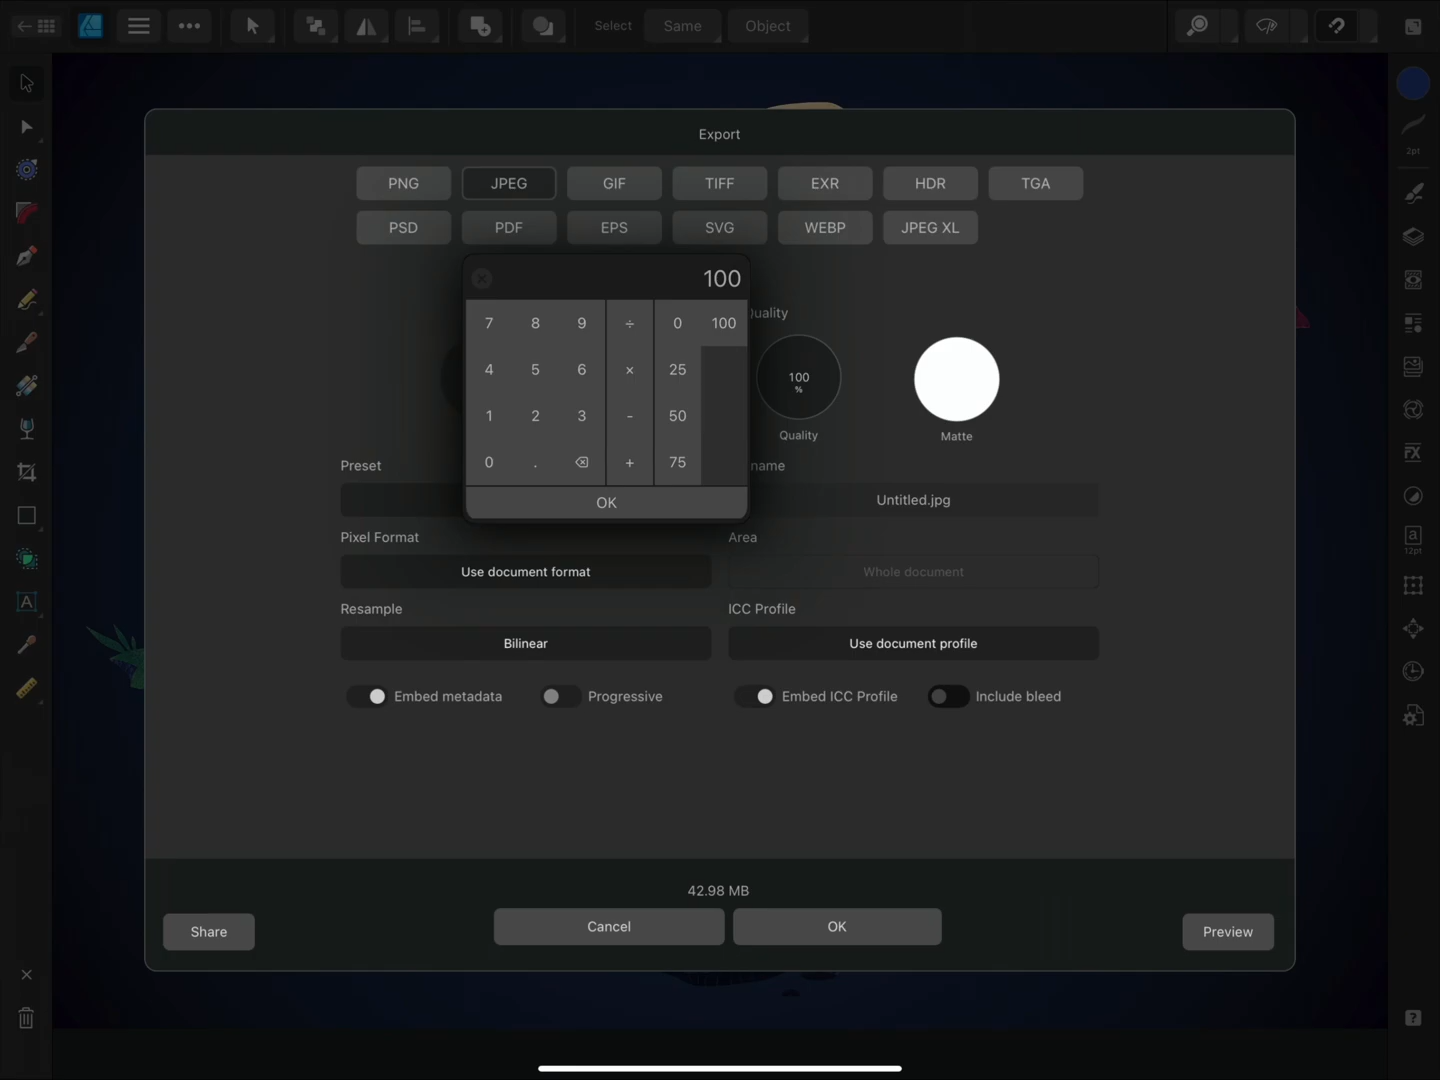 Select
Same
Object
Export
PNG
JPEG
GIF
TIFF
EXR
HDR
TGA
PSD
PDF
EPS
SVG
WEBP
JPEG XL
100
7 8 9 ÷ 0 100
4 5 6 × 25
1 2 3 - 50
0 . + 75
OK
100
%
Quality
Matte
Preset
name
Untitled.jpg
Pixel Format
Area
Use document format
Whole document
Resample
ICC Profile
Bilinear
Use document profile
Embed metadata
Progressive
Embed ICC Profile
Include bleed
42.98 MB
Share
Cancel
OK
Preview
2pt
FX
a
12pt
A
?